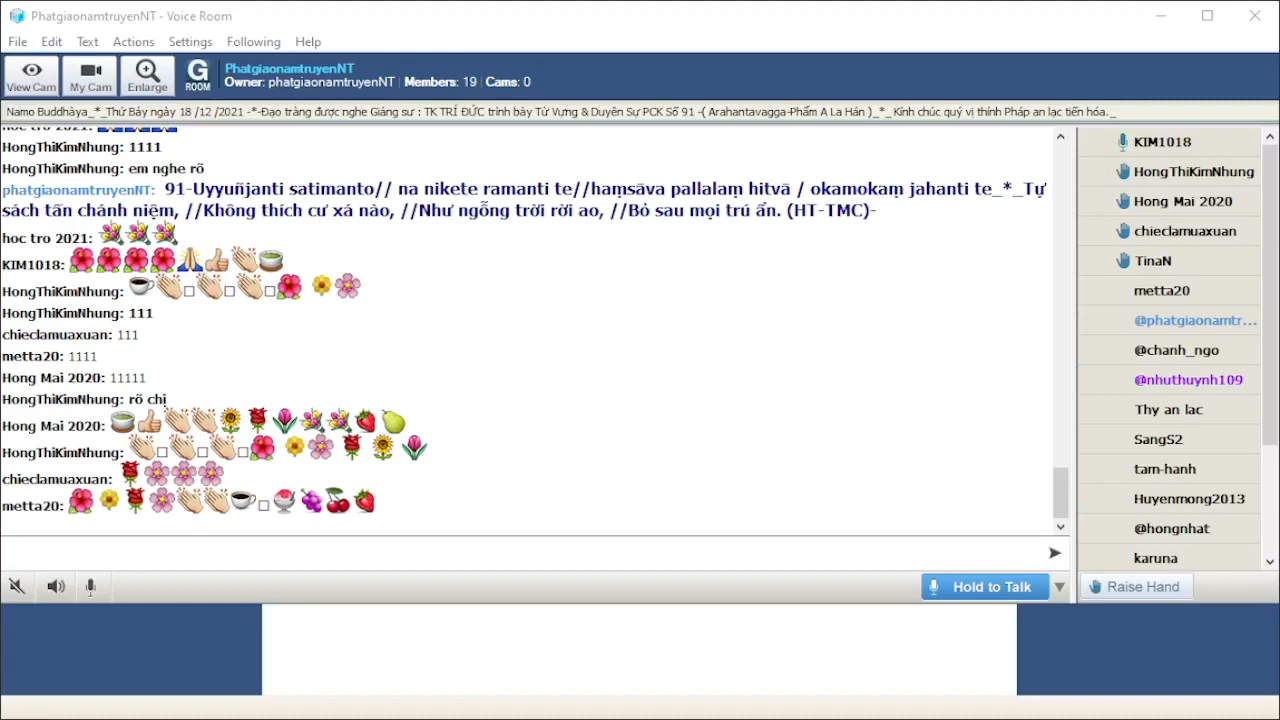 PhatgiaonamtruyenNT - Voice Room
File Edit Text Actions Settings Following Help
View Cam My Cam Enlarge G ROOM
PhatgiaonamtruyenNT
Owner: phatgiaonamtruyenNT | Members: 19 | Cams: 0
Namo Buddhàya_*_Thứ Bảy ngày 18 /12 /2021 -*-Đạo tràng được nghe Giảng sư : TK TRÍ ĐỨC trình bày Từ Vựng & Duyên Sự PCK Số 91 -( Arahantavagga-Phẩm A La Hán )_*_Kính chúc quý vị thính Pháp an lạc tiến hóa._
hoc tro 2021:
HongThiKimNhung: 1111
HongThiKimNhung: em nghe rõ
phatgiaonamtruyenNT: 91-Uyyuñjanti satimanto// na nikete ramanti te//haṃsāva pallalaṃ hitvā / okamokaṃ jahanti te_*_Tự
sách tấn chánh niệm, //Không thích cư xá nào, //Như ngỗng trời rời ao, //Bỏ sau mọi trú ẩn. (HT-TMC)-
hoc tro 2021:
KIM1018:
HongThiKimNhung:
HongThiKimNhung: 111
chieclamuaxuan: 111
metta20: 1111
Hong Mai 2020: 11111
HongThiKimNhung: rõ chị
Hong Mai 2020:
HongThiKimNhung:
chieclamuaxuan:
metta20:
KIM1018
HongThiKimNhung
Hong Mai 2020
chieclamuaxuan
TinaN
metta20
@phatgiaonamtr...
@chanh_ngo
@nhuthuynh109
Thy an lac
SangS2
tam-hanh
Huyenmong2013
@hongnhat
karuna
Hold to Talk
Raise Hand